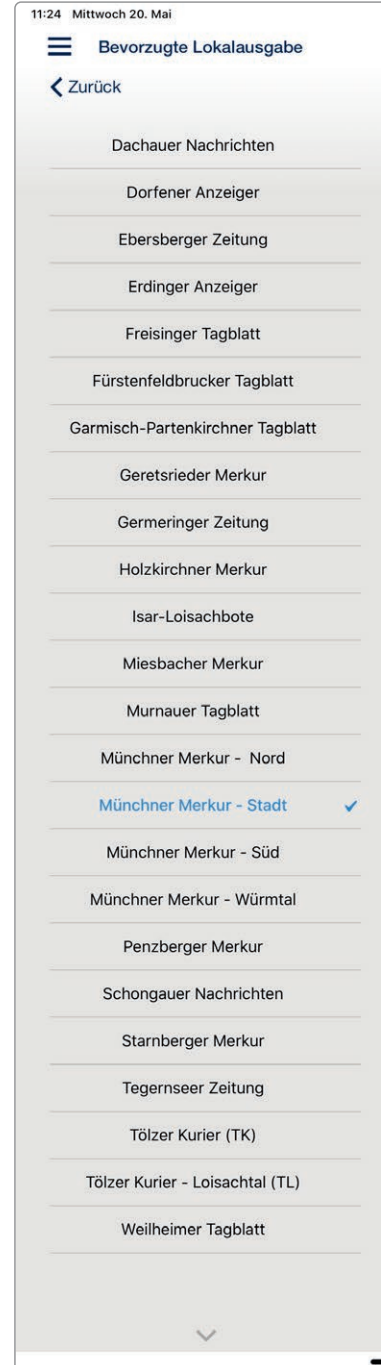 11:24 Mittwoch 20. Mai
Bevorzugte Lokalausgabe
Zurück
Dachauer Nachrichten
Dorfener Anzeiger
Ebersberger Zeitung
Erdinger Anzeiger
Freisinger Tagblatt
Fürstenfeldbrucker Tagblatt
Garmisch-Partenkirchner Tagblatt
Geretsrieder Merkur
Germeringer Zeitung
Holzkirchner Merkur
Isar-Loisachbote
Miesbacher Merkur
Murnauer Tagblatt
Münchner Merkur - Nord
Münchner Merkur - Stadt
Münchner Merkur - Süd
Münchner Merkur - Würmtal
Penzberger Merkur
Schongauer Nachrichten
Starnberger Merkur
Tegernseer Zeitung
Tölzer Kurier (TK)
Tölzer Kurier - Loisachtal (TL)
Weilheimer Tagblatt